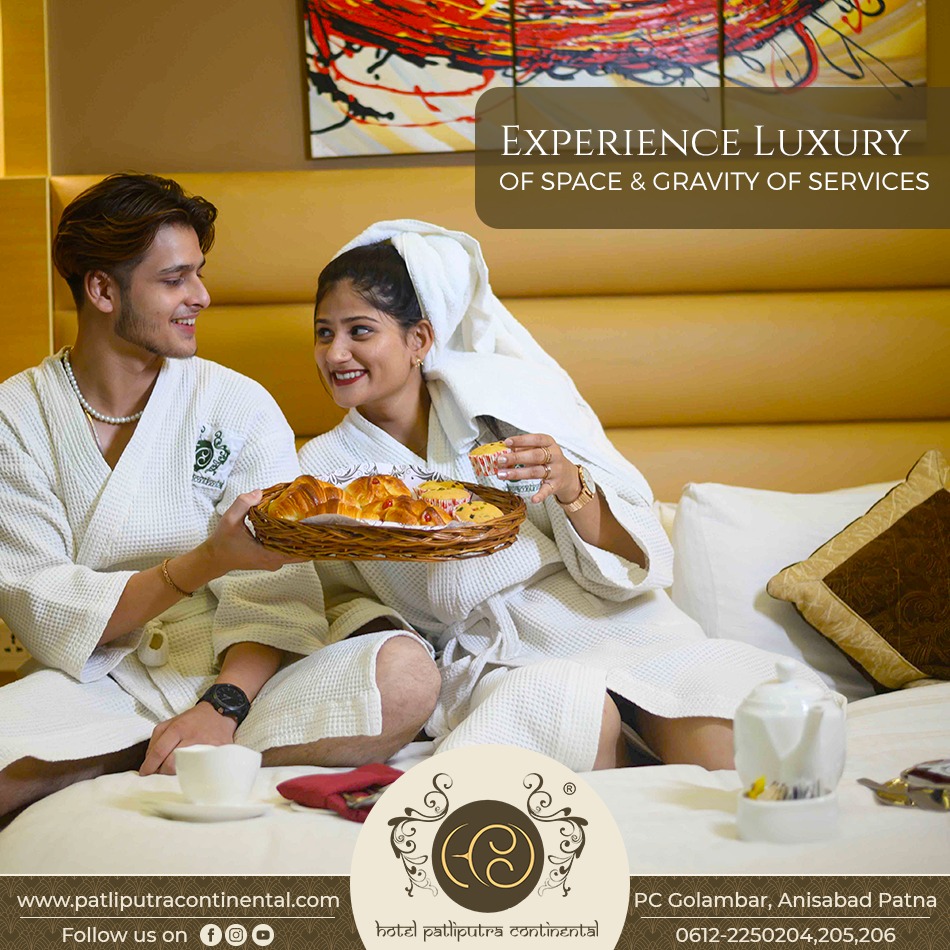 Experience Luxury
OF SPACE & GRAVITY OF SERVICES
®
hotel patliputra continental
www.patliputracontinental.com
Follow us on
PC Golambar, Anisabad Patna
0612-2250204,205,206